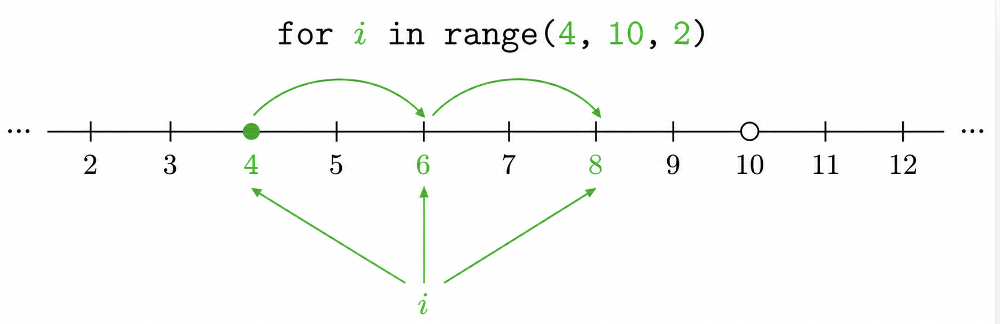 for i in range(4, 10, 2)
... 2 3 4 5 6 7 8 9 10 11 12 ...
i